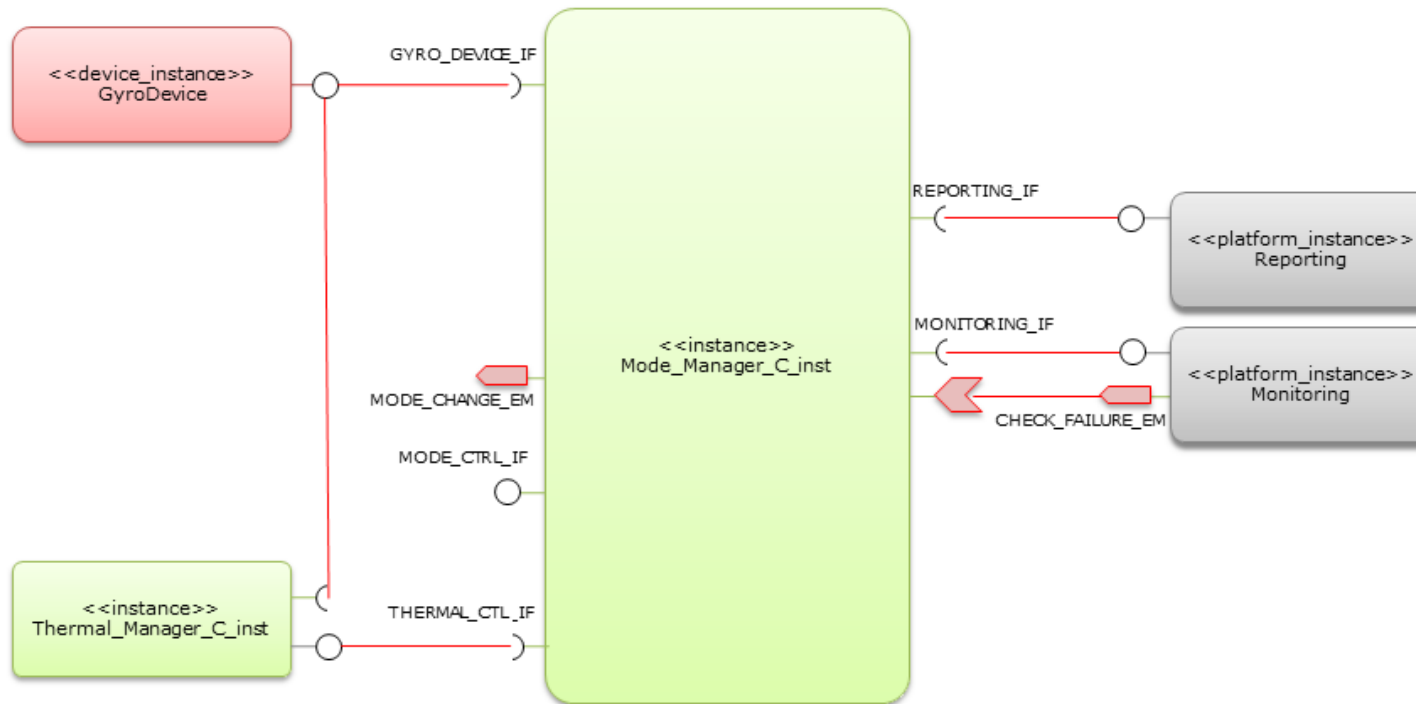 GYRO_DEVICE_IF
<<device_instance>>
GyroDevice
REPORTING_IF
<<platform_instance>>
Reporting
MONITORING_IF
<<instance>>
Mode_Manager_C_inst
<<platform_instance>>
Monitoring
MODE_CHANGE_EM
CHECK_FAILURE_EM
MODE_CTRL_IF
<<instance>>
Thermal_Manager_C_inst
THERMAL_CTL_IF